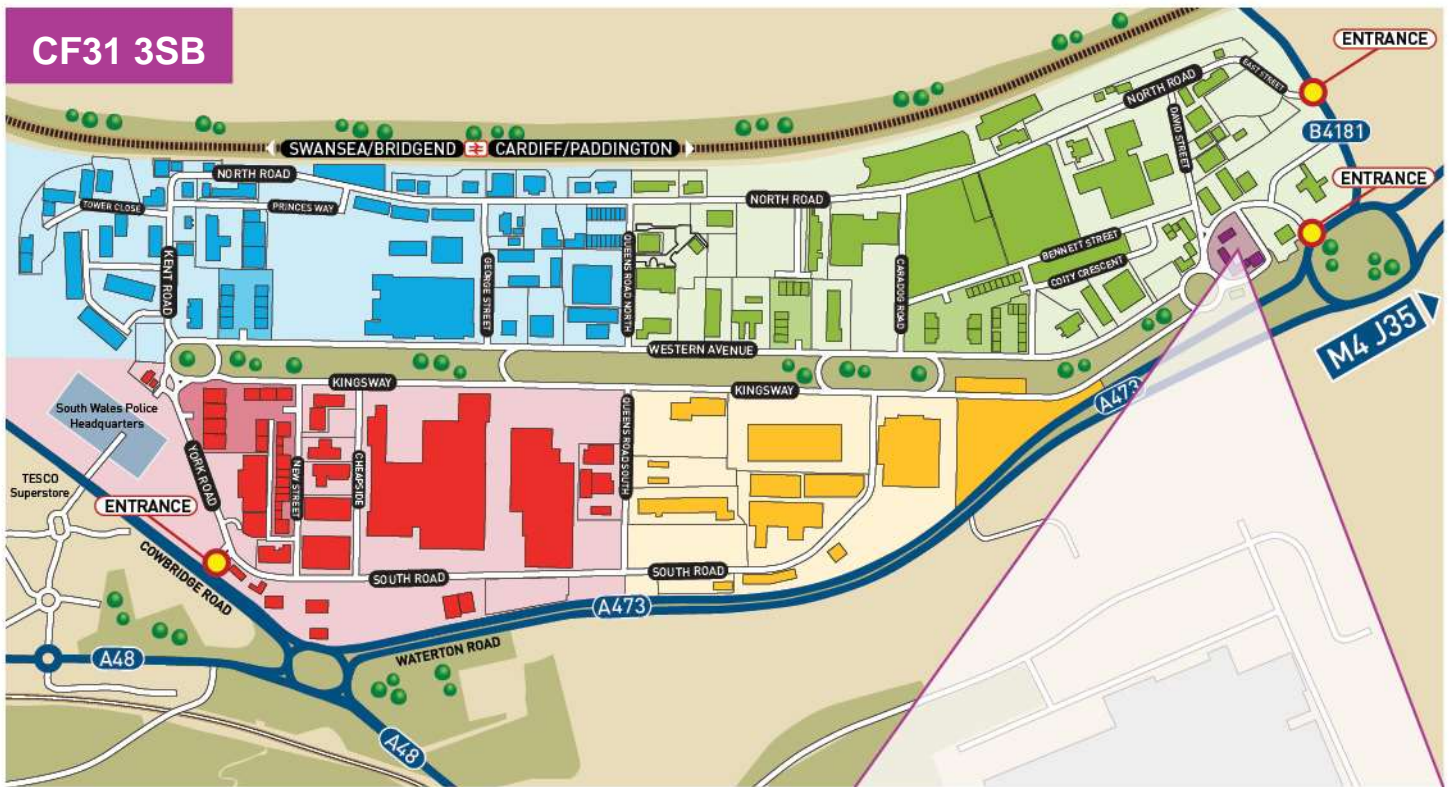 CF31 3SB
ENTRANCE
EAST STREET
NORTH ROAD
DAVID STREET
B4181
SWANSEA/BRIDGEND
CARDIFF/PADDINGTON
ENTRANCE
NORTH ROAD
TOWER CLOSE
PRINCES WAY
NORTH ROAD
KENT ROAD
GEORGE STREET
QUEENS ROAD NORTH
CARADOG ROAD
BENNETT STREET
COITY CRESCENT
M4 J35
WESTERN AVENUE
KINGSWAY
KINGSWAY
A473
South Wales Police
Headquarters
YORK ROAD
NEW STREET
CHEAPSIDE
QUEENS ROAD SOUTH
TESCO
Superstore
ENTRANCE
COWBRIDGE ROAD
SOUTH ROAD
SOUTH ROAD
A473
WATERTON ROAD
A48
A48